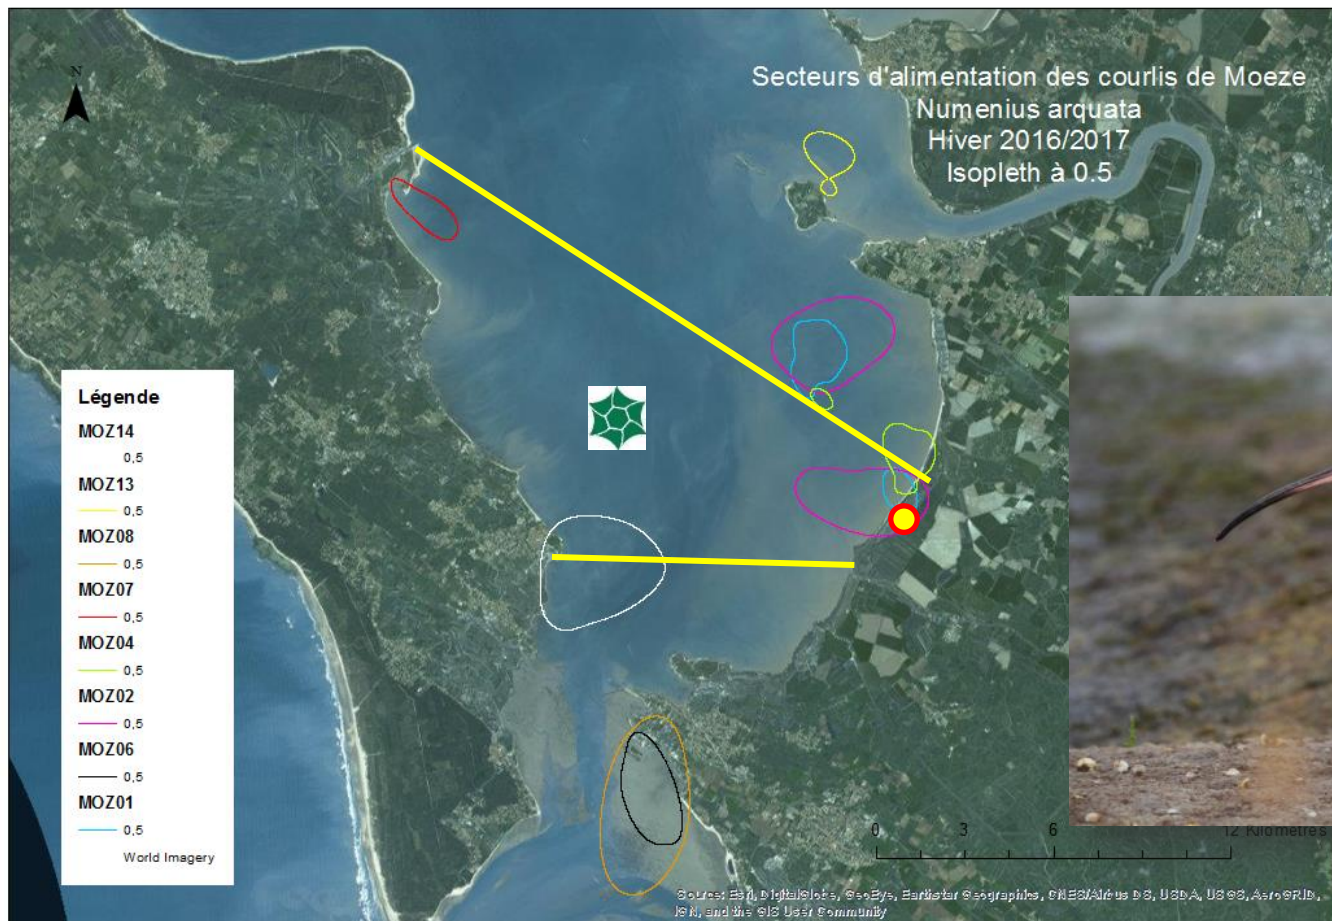 N
Secteurs d'alimentation des courlis de Moeze
Numenius arquata
Hiver 2016/2017
Isopleth à 0.5
Légende
MOZ14
0,5
MOZ13
0,5
MOZ08
0,5
MOZ07
0,5
MOZ04
0,5
MOZ02
0,5
MOZ06
0,5
MOZ01
0,5
World Imagery
0 3 6 12 Kilomètres
Source: Esri, DigitalGlobe, GeoEye, Earthstar Geographics, CNES/Airbus DS, USDA, USGS, AeroGRID,
IGN, and the GIS User Community